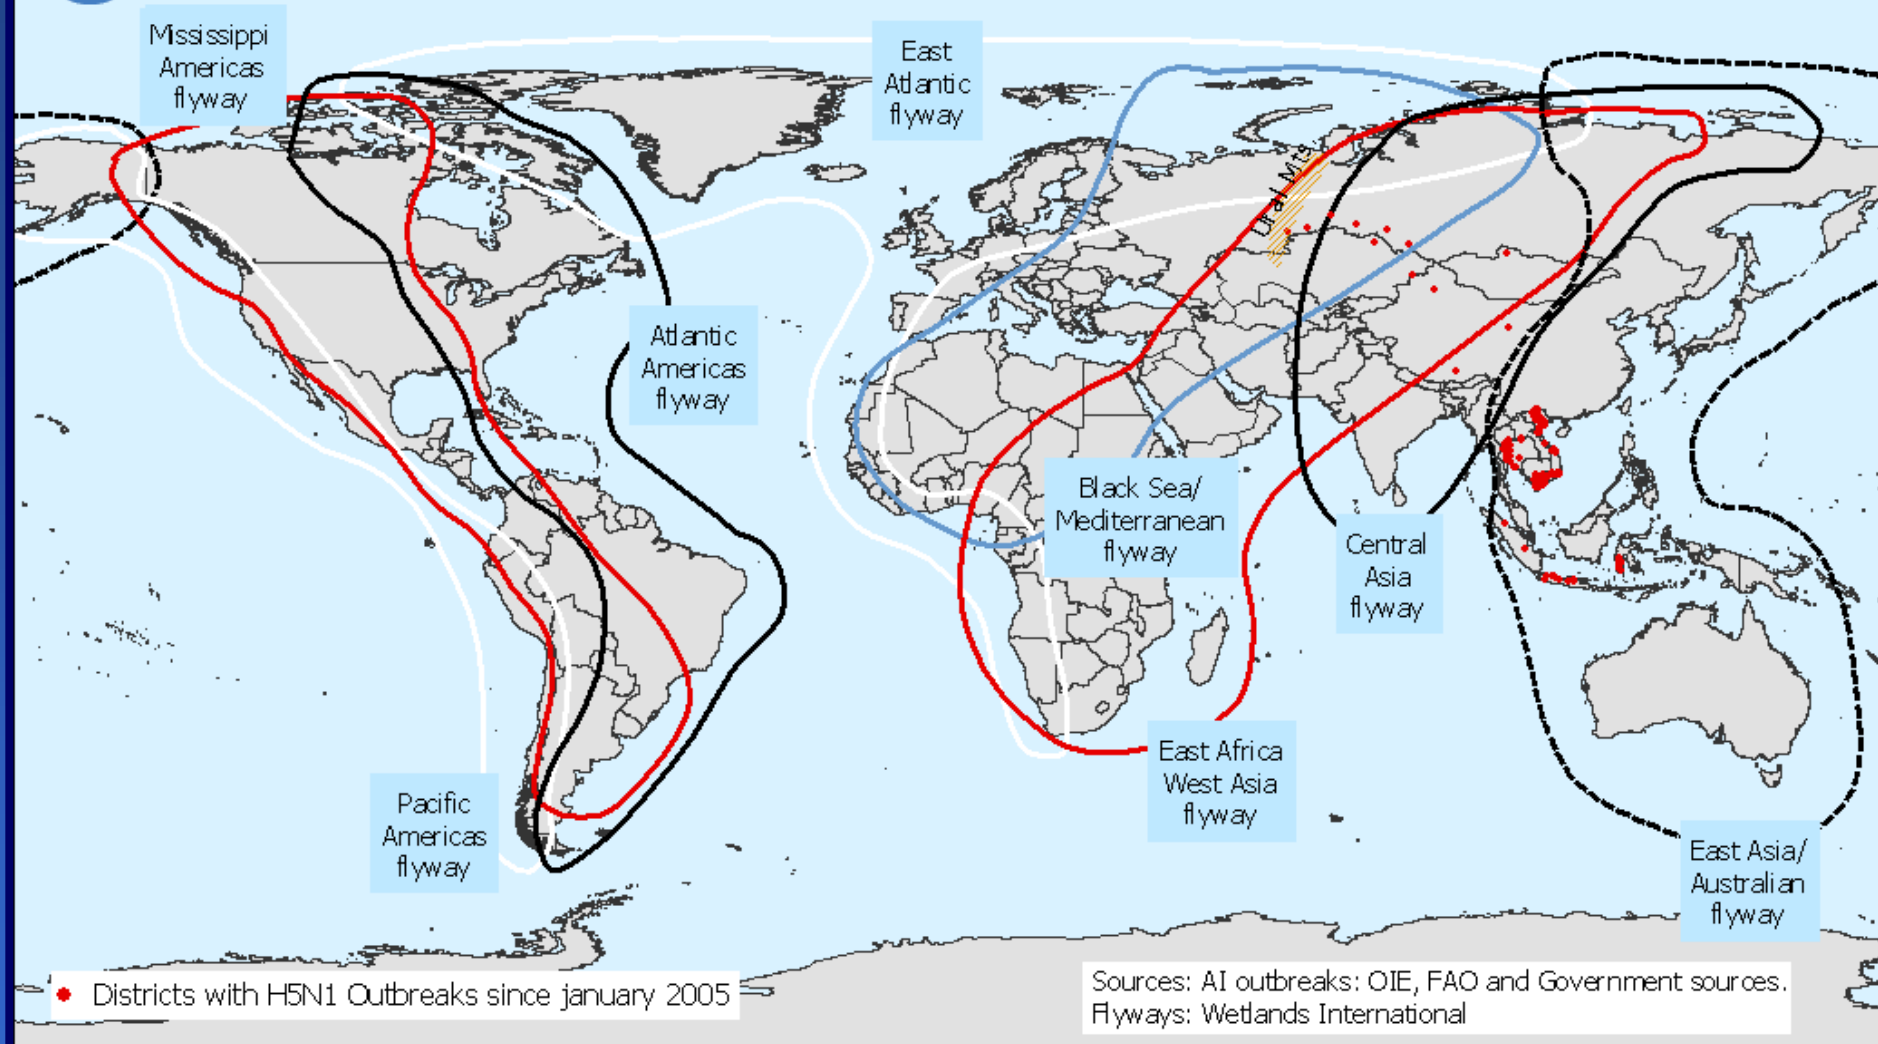 Mississippi
Americas
flyway
East
Atlantic
flyway
Ural Mts.
Atlantic
Americas
flyway
Black Sea/
Mediterranean
flyway
Central
Asia
flyway
East Africa
West Asia
flyway
Pacific
Americas
flyway
East Asia/
Australian
flyway
Districts with H5N1 Outbreaks since january 2005
Sources: AI outbreaks: OIE, FAO and Government sources.
Flyways: Wetlands International